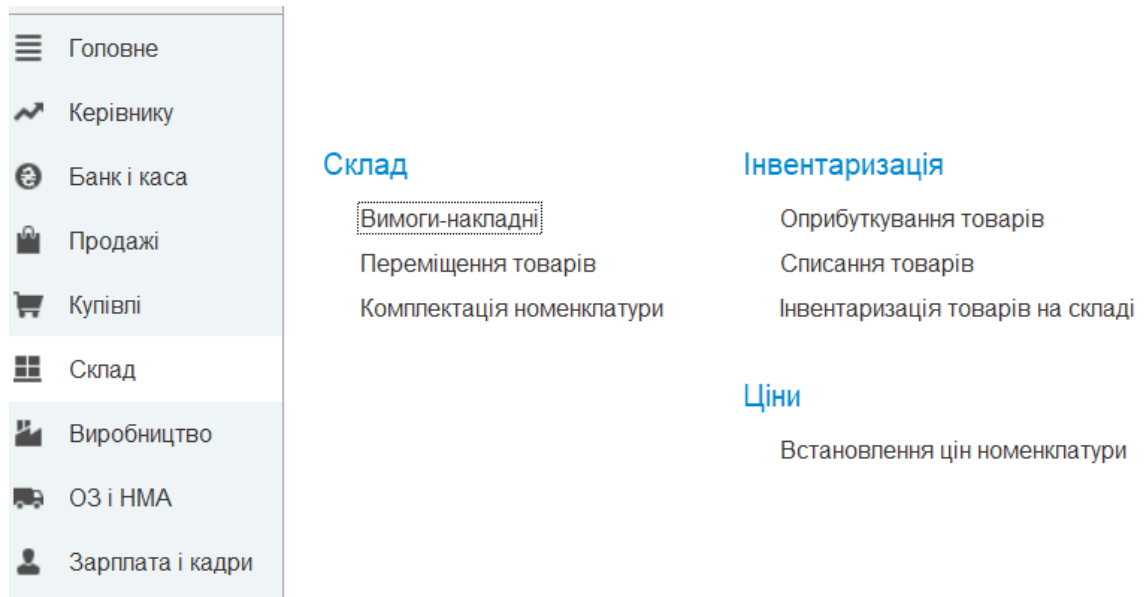 Головне
Керівнику
Банк і каса
Продажі
Купівлі
Склад
Виробництво
ОЗ і НМА
Зарплата і кадри
Склад
Вимоги-накладні
Переміщення товарів
Комплектація номенклатури
Інвентаризація
Оприбуткування товарів
Списання товарів
Інвентаризація товарів на складі
Ціни
Встановлення цін номенклатури